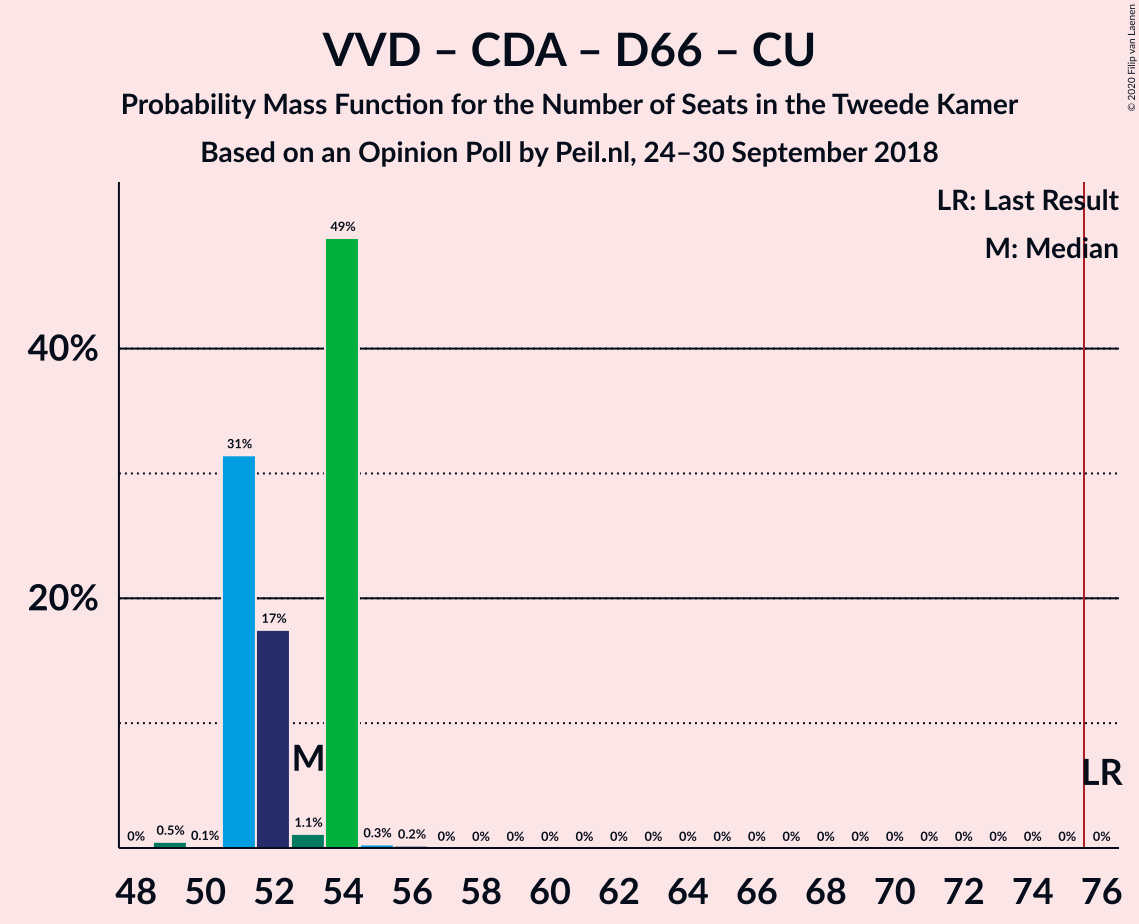 VVD – CDA – D66 – CU
Probability Mass Function for the Number of Seats in the Tweede Kamer
Based on an Opinion Poll by Peil.nl, 24–30 September 2018
© 2020 Filip van Laenen
LR: Last Result
M: Median
49%
40%
31%
20%
17%
M
LR
0% 0.5% 0.1% 1.1% 0.3% 0.2% 0% 0% 0% 0% 0% 0% 0% 0% 0% 0% 0% 0% 0% 0% 0% 0% 0% 0% 0% 0%
48 50 52 54 56 58 60 62 64 66 68 70 72 74 76